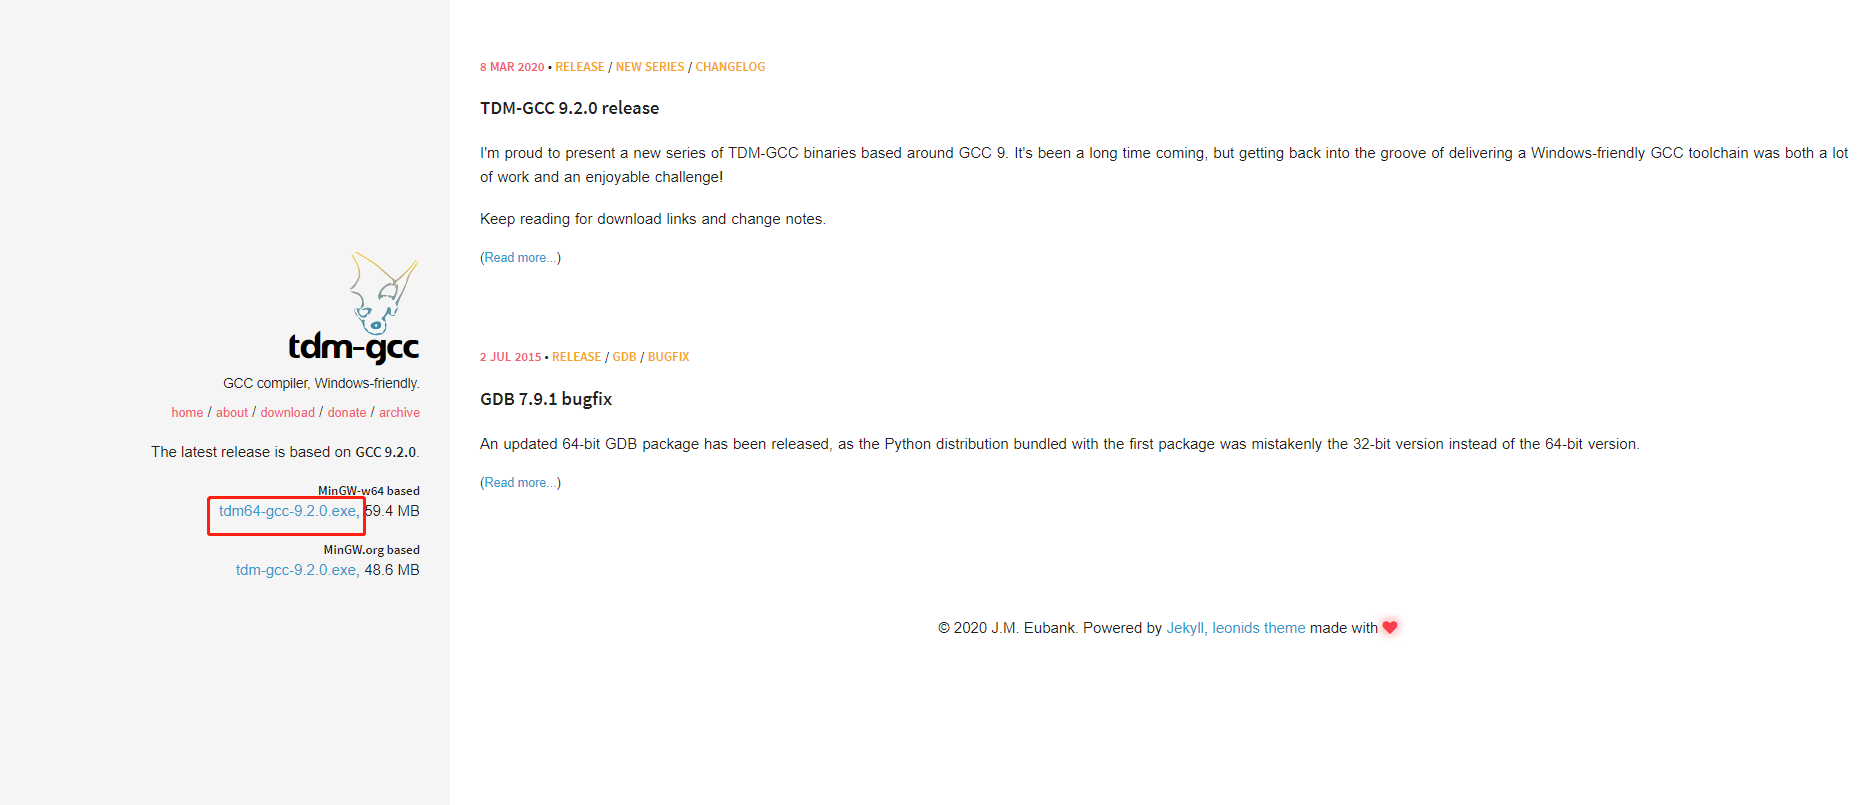 tdm-gcc
GCC compiler, Windows-friendly.
home / about / download / donate / archive
The latest release is based on GCC 9.2.0.
MinGW-w64 based
tdm64-gcc-9.2.0.exe, 59.4 MB
MinGW.org based
tdm-gcc-9.2.0.exe, 48.6 MB
8 MAR 2020 • RELEASE / NEW SERIES / CHANGELOG
TDM-GCC 9.2.0 release
I'm proud to present a new series of TDM-GCC binaries based around GCC 9. It's been a long time coming, but getting back into the groove of delivering a Windows-friendly GCC toolchain was both a lot
of work and an enjoyable challenge!
Keep reading for download links and change notes.
(Read more...)
2 JUL 2015 • RELEASE / GDB / BUGFIX
GDB 7.9.1 bugfix
An updated 64-bit GDB package has been released, as the Python distribution bundled with the first package was mistakenly the 32-bit version instead of the 64-bit version.
(Read more...)
© 2020 J.M. Eubank. Powered by Jekyll, leonids theme made with ❤